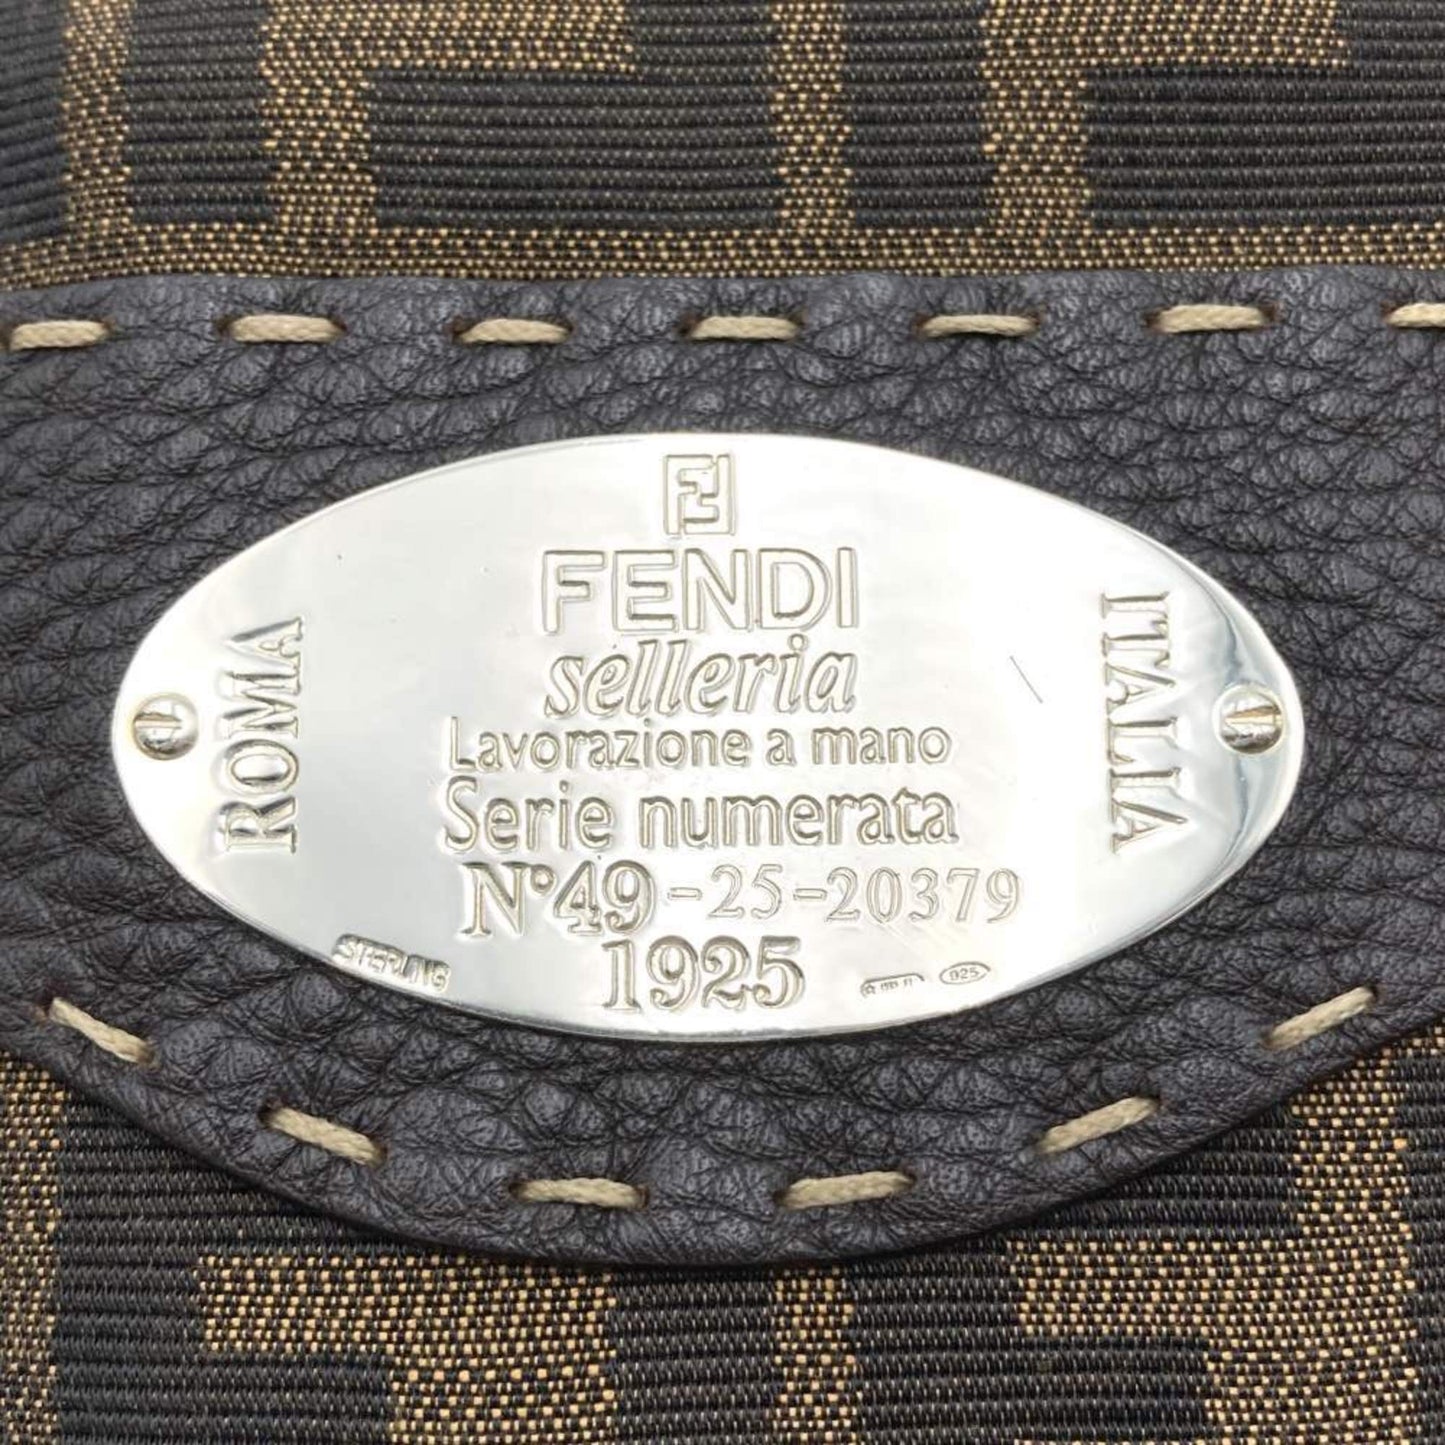 FENDI
selleria
Lavorazione a mano
Serie numerata
N°49-25-20379
1925
ROMA
ITALIA
STERLING
925